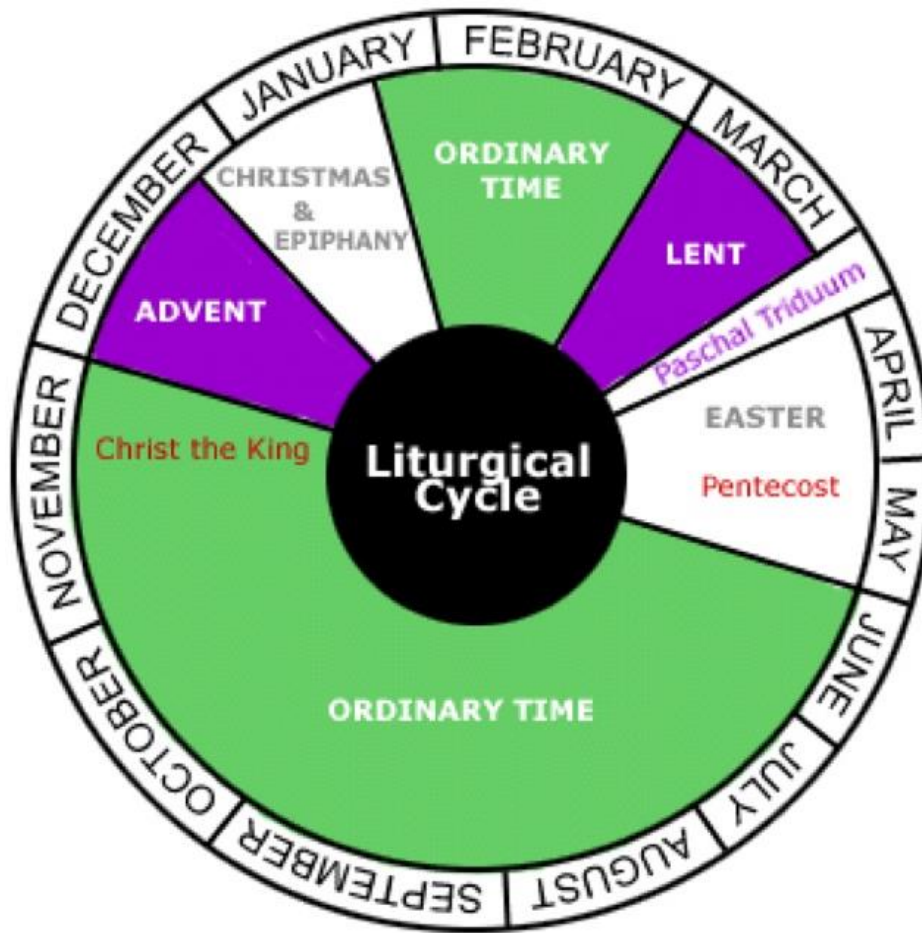 JANUARY
FEBRUARY
MARCH
APRIL
MAY
JUNE
JULY
AUGUST
SEPTEMBER
OCTOBER
NOVEMBER
DECEMBER
CHRISTMAS
&
EPIPHANY
ORDINARY
TIME
LENT
Paschal Triduum
EASTER
Pentecost
ORDINARY TIME
Christ the King
ADVENT
Liturgical
Cycle